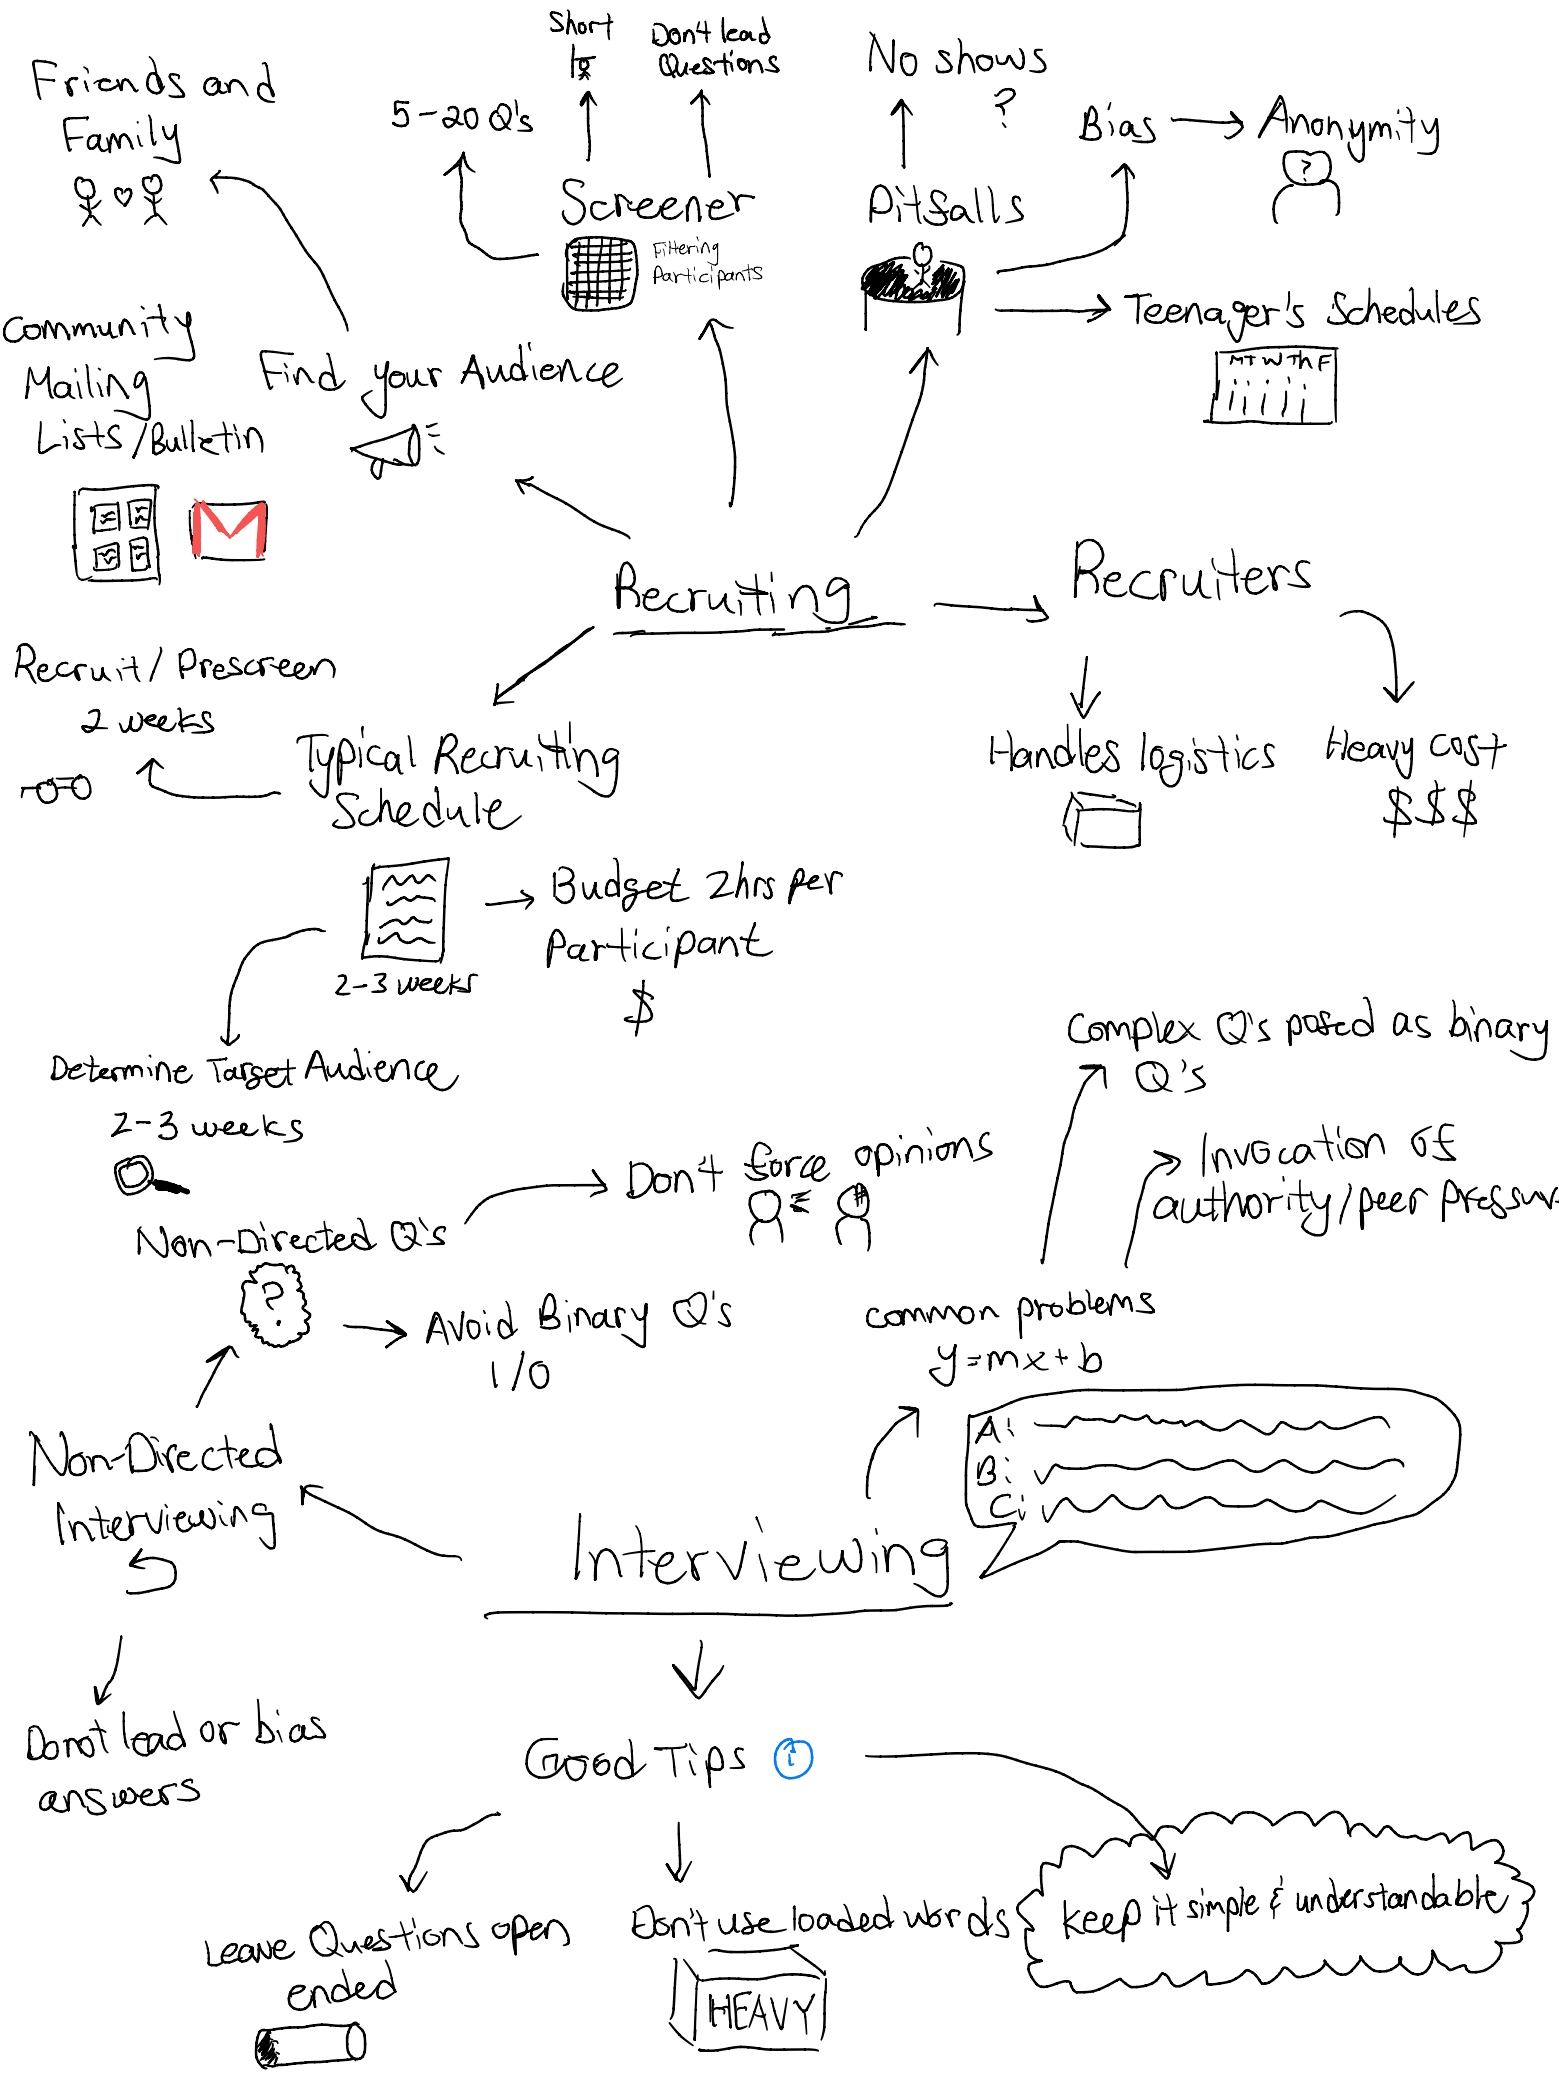 Short
Don't lead
Questions
No shows
?
Friends and
Family
5-20 Q's
Bias
Anonymity
?
Screener
Filtering
Participants
Pitfalls
Teenager's Schedules
M T W Th F
Community
Mailing
Lists/Bulletin
Find your Audience
M
Recruiting
Recruiters
Recruit/Prescreen
2 weeks
Typical Recruiting
Schedule
Handles logistics
Heavy cost
$$$
2-3 weeks
Budget 2hrs per
Participant
$
Determine Target Audience
2-3 weeks
Complex Q's posed as binary
Q's
Invocation of
authority/peer pressur
Non-Directed Q's
?
Don't force opinions
Avoid Binary Q's
1/0
common problems
y=mx+b
A:
B:
C:
Non-Directed
Interviewing
Interviewing
Do not lead or bias
answers
Good Tips i
Leave Questions open
ended
Don't use loaded words
HEAVY
keep it simple & understandable